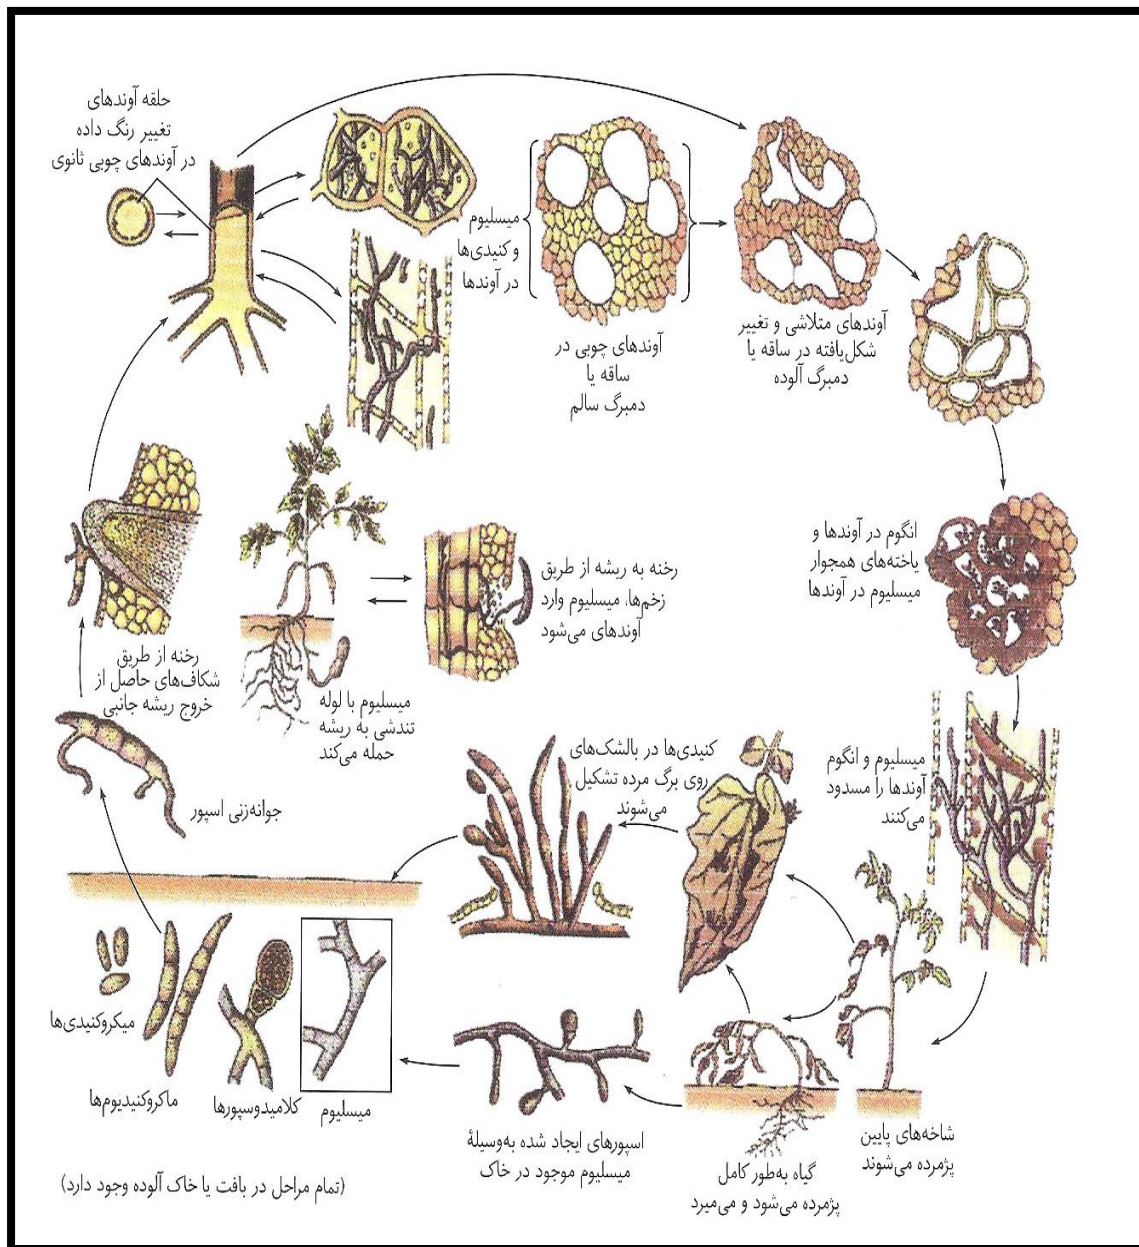 حلقه آوندهای
تغییر رنگ داده
در آوندهای چوبی ثانوی
میسلیوم
و کنیدی‌ها
در آوندها
آوندهای چوبی در
ساقه یا
دمبرگ سالم
آوندهای متلاشی و تغییر
شکل‌یافته در ساقه یا
دمبرگ آلوده
انگوم در آوندها و
یاخته‌های همجوار
میسلیوم در آوندها
رخنه به ریشه از طریق
زخم‌ها، میسلیوم وارد
آوندهای می‌شود
رخنه از طریق
شکاف‌های حاصل از
خروج ریشه جانبی
میسلیوم با لوله
تندشی به ریشه
حمله می‌کند
کنیدی‌ها در بالشک‌های
روی برگ مرده تشکیل
می‌شوند
میسلیوم و انگوم
آوندها را مسدود
می‌کنند
جوانه‌زنی اسپور
میکروکنیدی‌ها
ماکروکنیدیوم‌ها
کلامیدوسپورها
میسلیوم
اسپورهای ایجاد شده به‌وسیلهٔ
میسلیوم موجود در خاک
گیاه به‌طور کامل
پژمرده می‌شود و می‌میرد
شاخه‌های پایین
پژمرده می‌شوند
(تمام مراحل در بافت یا خاک آلوده وجود دارد)